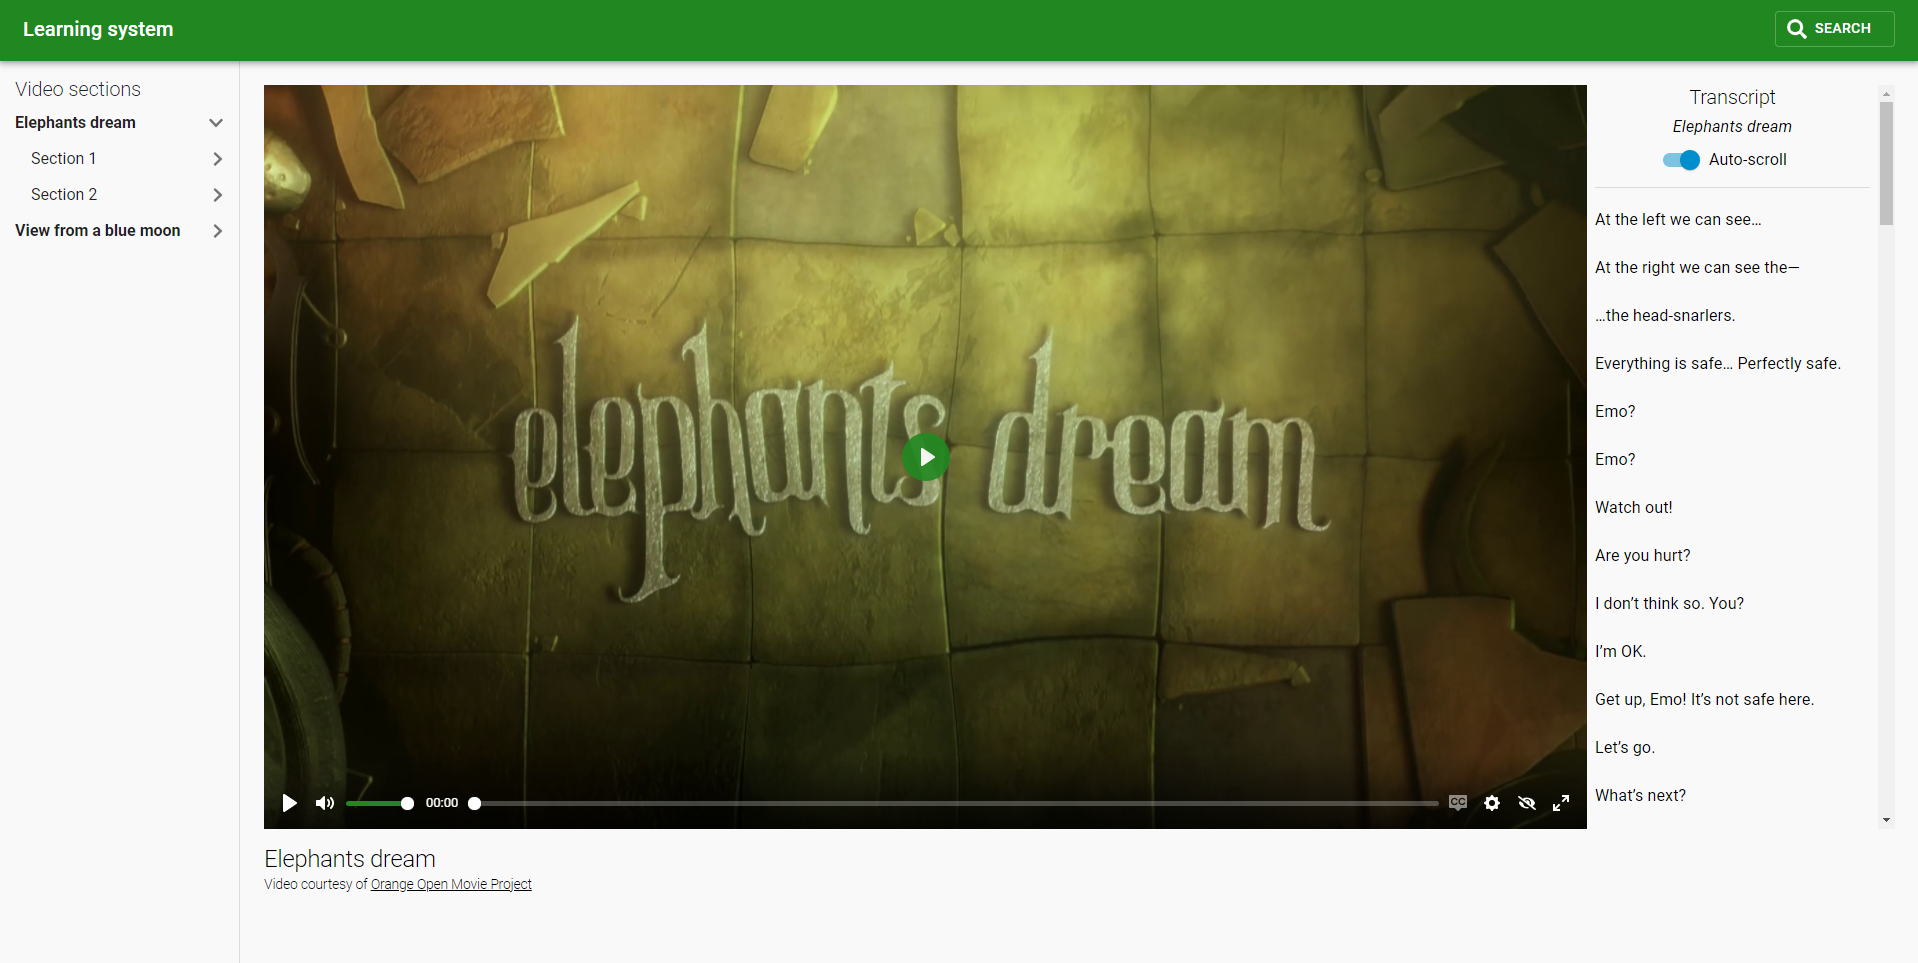 Learning system
SEARCH
Video sections
Elephants dream
Section 1
Section 2
View from a blue moon
elephants dream
00:00
CC
Elephants dream
Video courtesy of Orange Open Movie Project
Transcript
Elephants dream
Auto-scroll
At the left we can see…
At the right we can see the—
…the head-snarlers.
Everything is safe… Perfectly safe.
Emo?
Emo?
Watch out!
Are you hurt?
I don’t think so. You?
I’m OK.
Get up, Emo! It’s not safe here.
Let’s go.
What’s next?